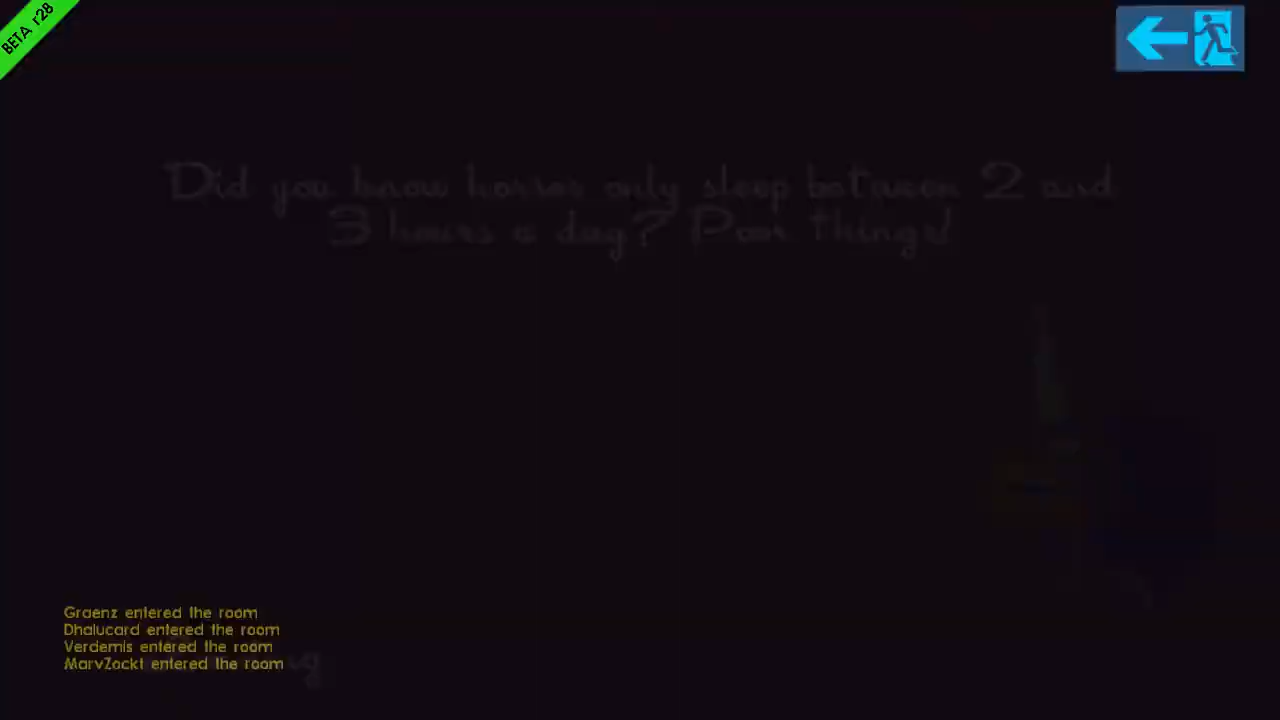 BETA r28
Did you know horror only sleep between 2 and
3 hours a day? Poor things!
Graenz entered the room
Dhalucard entered the room
Verdemis entered the room
MarvZockt entered the room